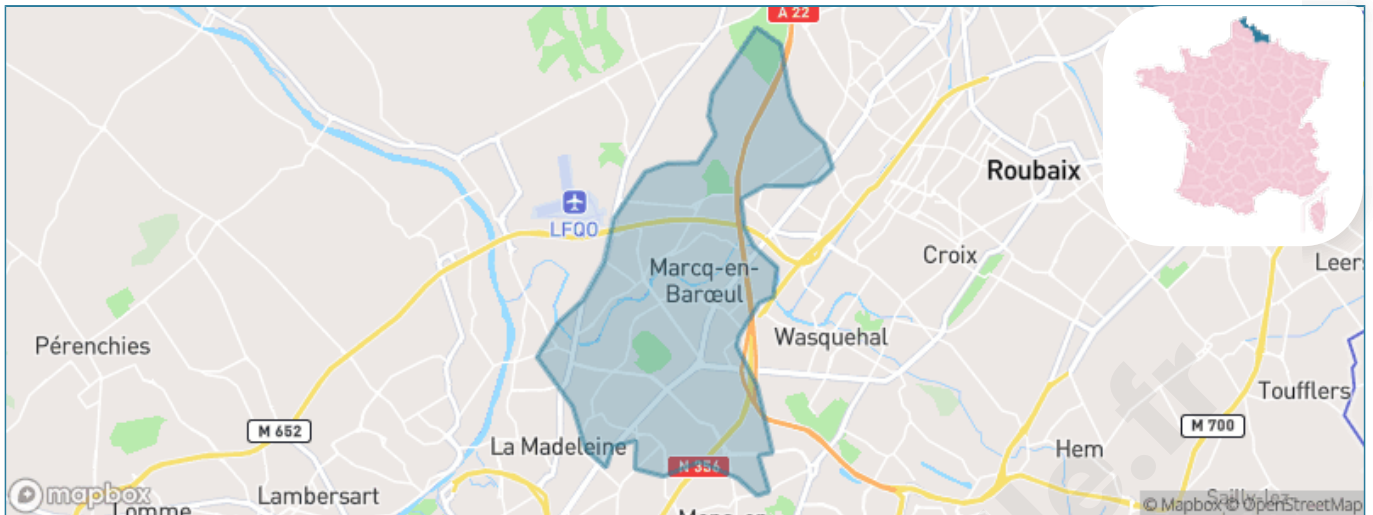 A 22
Roubaix
LFQO
Croix
Leers
Marcq-en-
Barœul
Wasquehal
Pérenchies
Toufflers
M 652
M 700
La Madeleine
Hem
N 356
mapbox
Lambersart
© Mapbox © OpenStreetMap
Lomme